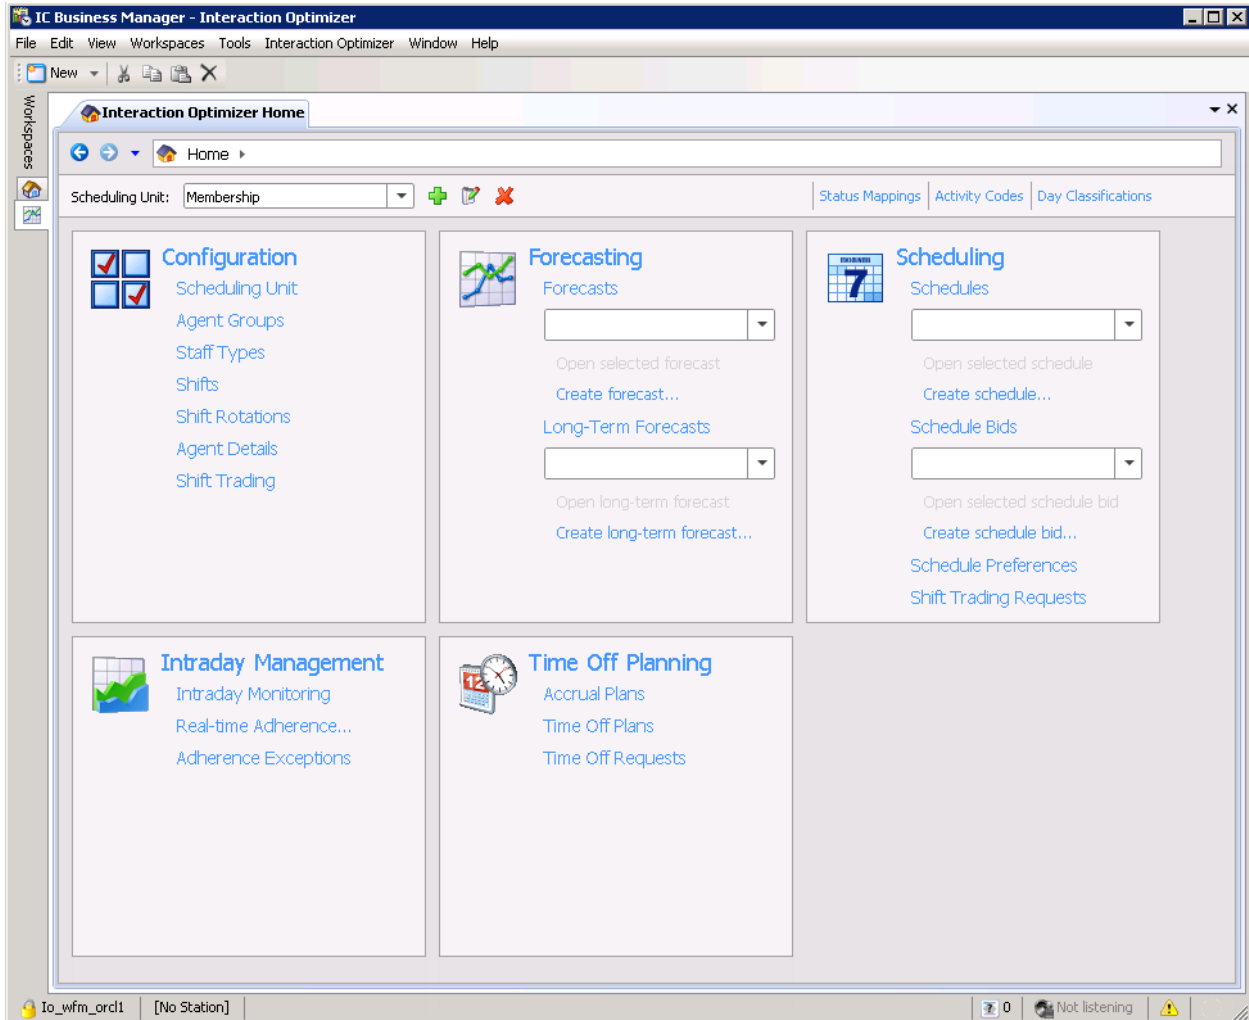 IC Business Manager - Interaction Optimizer
File Edit View Workspaces Tools Interaction Optimizer Window Help
New
Workspaces
Interaction Optimizer Home
Home
Scheduling Unit: Membership
Status Mappings Activity Codes Day Classifications
Configuration
Scheduling Unit
Agent Groups
Staff Types
Shifts
Shift Rotations
Agent Details
Shift Trading
Forecasting
Forecasts
Open selected forecast
Create forecast...
Long-Term Forecasts
Open long-term forecast
Create long-term forecast...
7
Scheduling
Schedules
Open selected schedule
Create schedule...
Schedule Bids
Open selected schedule bid
Create schedule bid...
Schedule Preferences
Shift Trading Requests
Intraday Management
Intraday Monitoring
Real-time Adherence...
Adherence Exceptions
12
Time Off Planning
Accrual Plans
Time Off Plans
Time Off Requests
Io_wfm_orcl1 [No Station] 0 Not listening